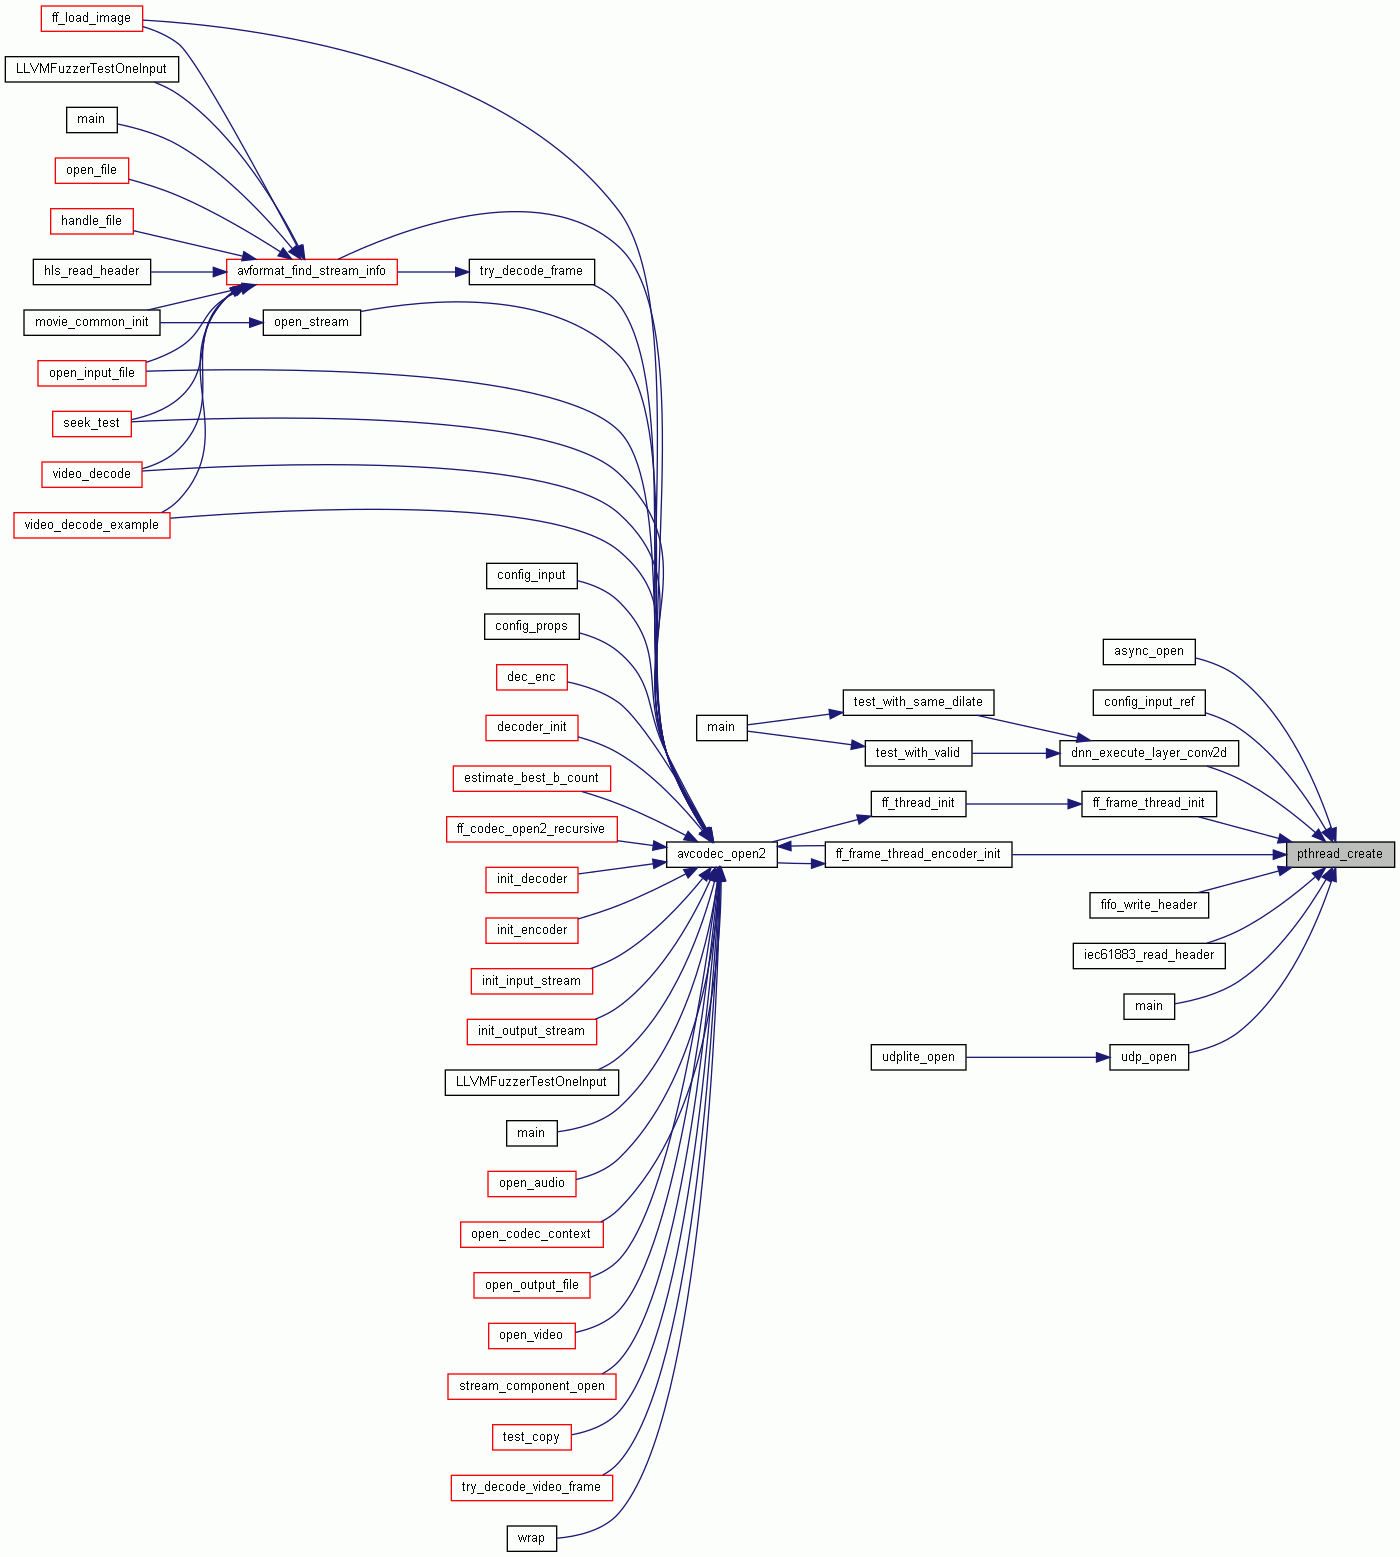 ff_load_image
LLVMFuzzerTestOneInput
main
open_file
handle_file
hls_read_header
avformat_find_stream_info
try_decode_frame
movie_common_init
open_stream
open_input_file
seek_test
video_decode
video_decode_example
config_input
config_props
dec_enc
decoder_init
estimate_best_b_count
ff_codec_open2_recursive
init_decoder
init_encoder
init_input_stream
init_output_stream
LLVMFuzzerTestOneInput
main
open_audio
open_codec_context
open_output_file
open_video
stream_component_open
test_copy
try_decode_video_frame
wrap
avcodec_open2
main
test_with_same_dilate
test_with_valid
ff_thread_init
ff_frame_thread_encoder_init
udplite_open
async_open
config_input_ref
dnn_execute_layer_conv2d
ff_frame_thread_init
fifo_write_header
iec61883_read_header
main
udp_open
pthread_create